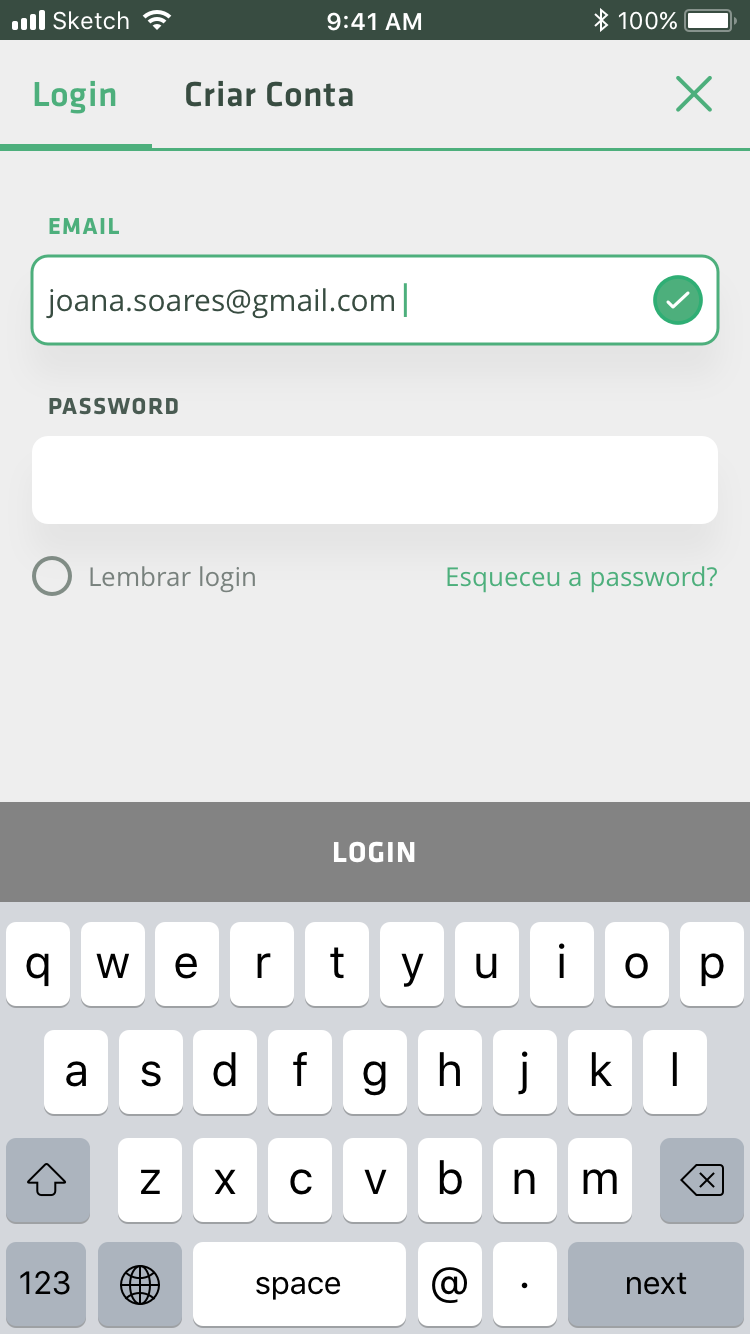 Sketch 9:41 AM 100%
Login Criar Conta
EMAIL
joana.soares@gmail.com
PASSWORD
Lembrar login Esqueceu a password?
LOGIN
q w e r t y u i o p
a s d f g h j k l
z x c v b n m
123 space @ . next